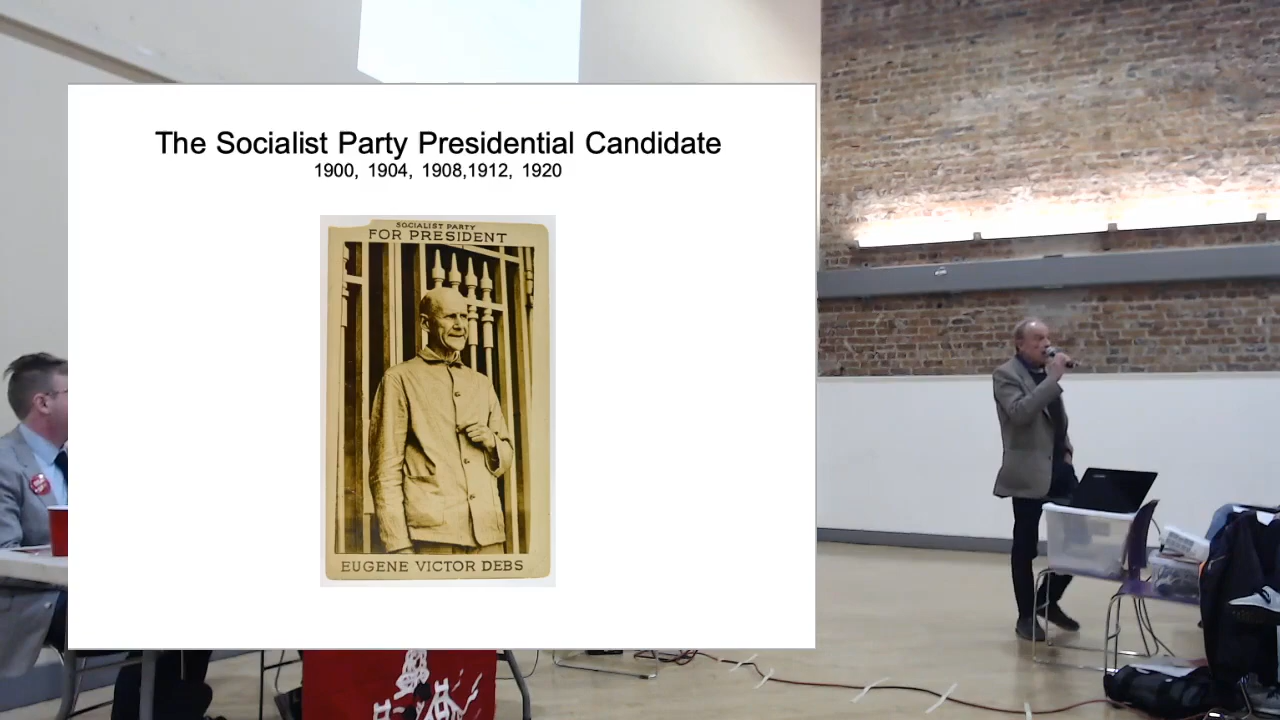 The Socialist Party Presidential Candidate
1900, 1904, 1908,1912, 1920
SOCIALIST PARTY
FOR PRESIDENT
EUGENE VICTOR DEBS